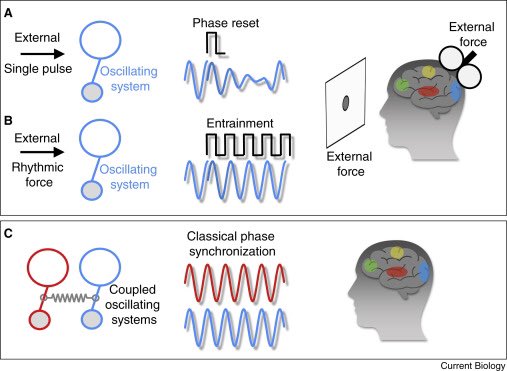 A
External
Single pulse
Oscillating
system
Phase reset
External
force
External
force
B
External
Rhythmic
force
Oscillating
system
Entrainment
C
Coupled
oscillating
systems
Classical phase
synchronization
Current Biology